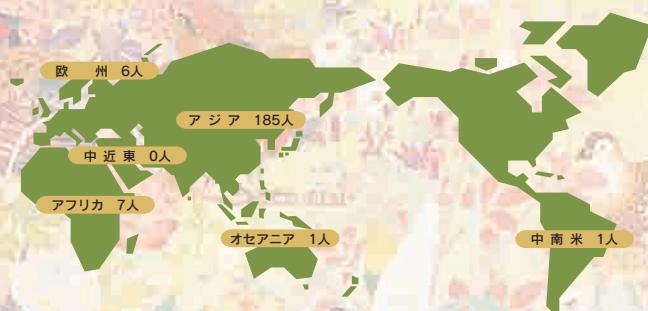 欧 州 6人
ア ジ ア 185人
中 近 東 0人
アフリカ 7人
オセアニア 1人
中 南 米 1人